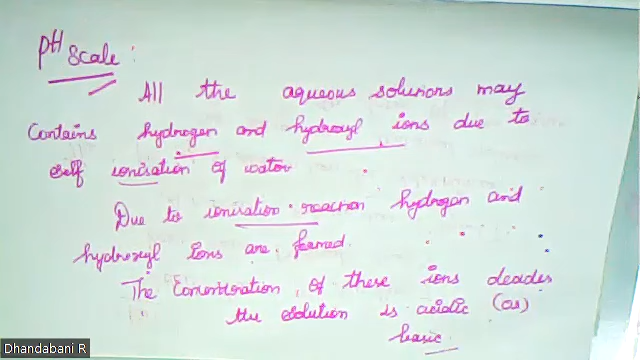 pH Scale :
All the aqueous solutions may
Contains hydrogen and hydroxyl ions due to
self ionisation of water
Due to ionisation reaction hydrogen and
hydroxyl ions are formed.
The Concentration of these ions decides
the solution is acidic (or)
basic.
Dhandabani R